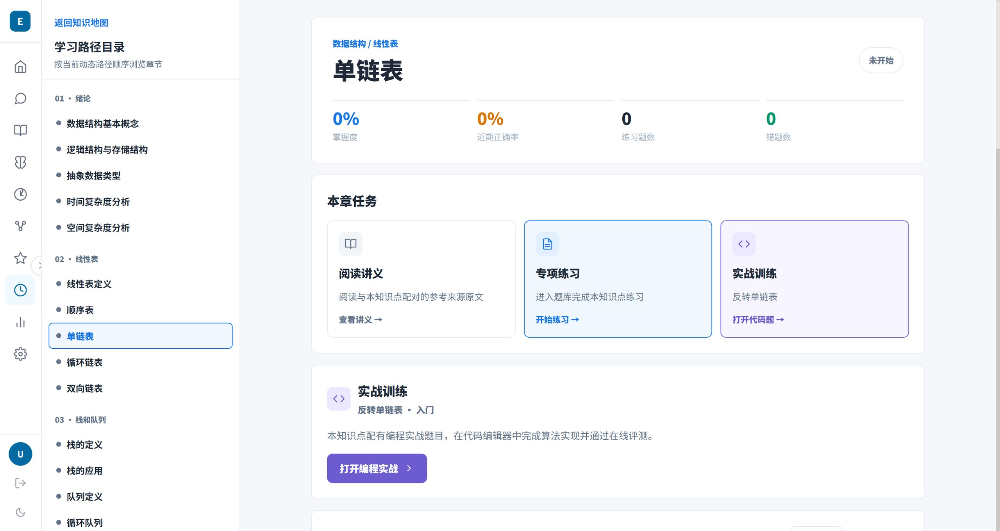 E
返回知识地图
学习路径目录
按当前动态路径顺序浏览章节
01 • 绪论
数据结构基本概念
逻辑结构与存储结构
抽象数据类型
时间复杂度分析
空间复杂度分析
02 • 线性表
线性表定义
顺序表
单链表
循环链表
双向链表
03 • 栈和队列
栈的定义
栈的应用
队列定义
循环队列
U
数据结构 / 线性表
单链表
未开始
0%
掌握度
0%
近期正确率
0
练习题数
0
错题数
本章任务
阅读讲义
阅读与本知识点配对的参考来源原文
查看讲义 →
专项练习
进入题库完成本知识点练习
开始练习 →
实战训练
反转单链表
打开代码题 →
实战训练
反转单链表 • 入门
本知识点配有编程实战题目，在代码编辑器中完成算法实现并通过在线评测。
打开编程实战